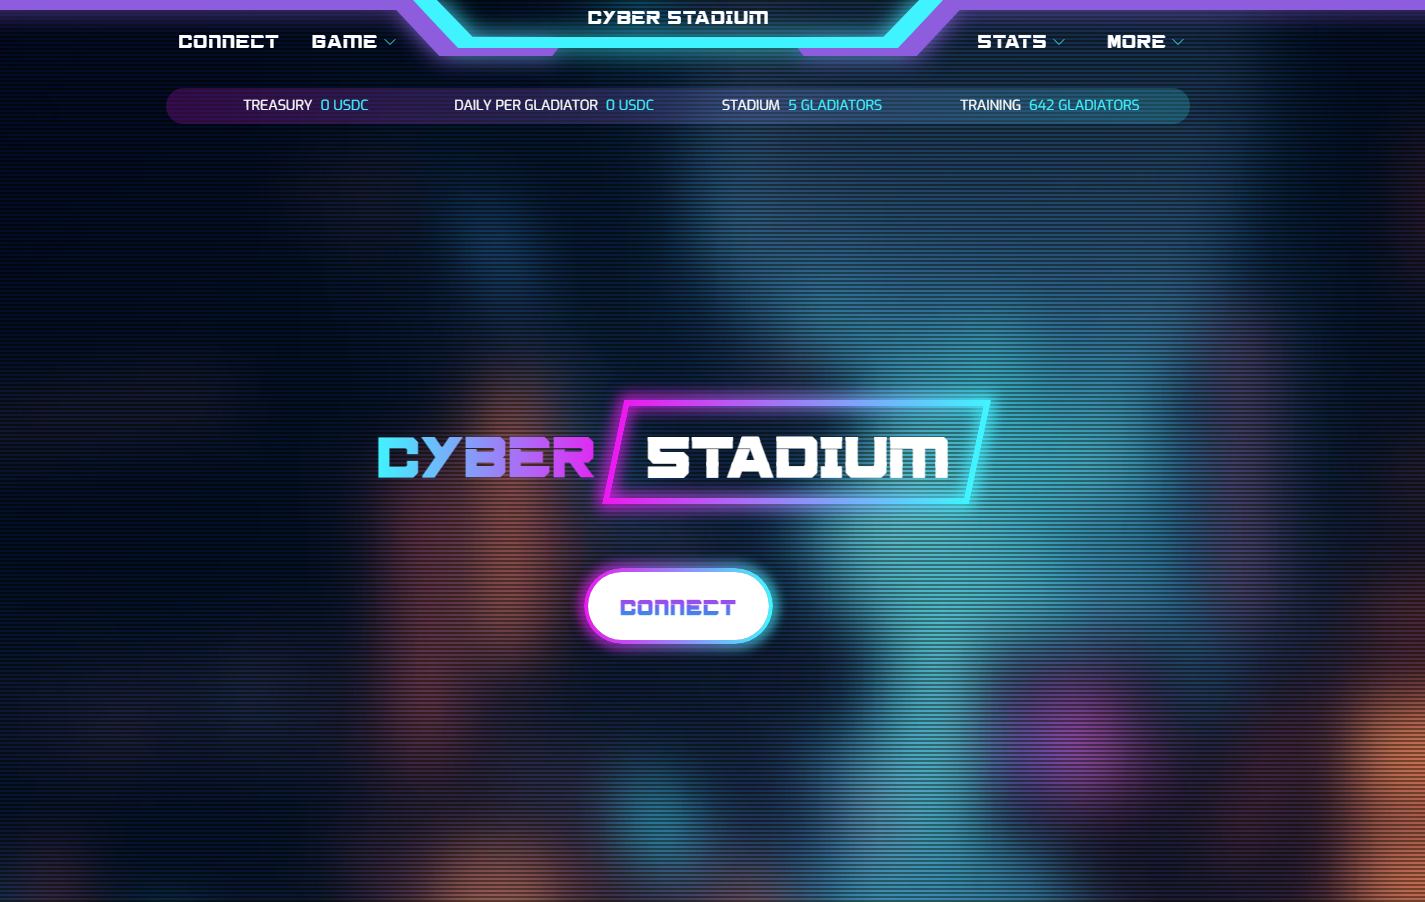 CYBER STADIUM
CONNECT GAME STATS MORE
TREASURY 0 USDC DAILY PER GLADIATOR 0 USDC STADIUM 5 GLADIATORS TRAINING 642 GLADIATORS
CYBER STADIUM
CONNECT